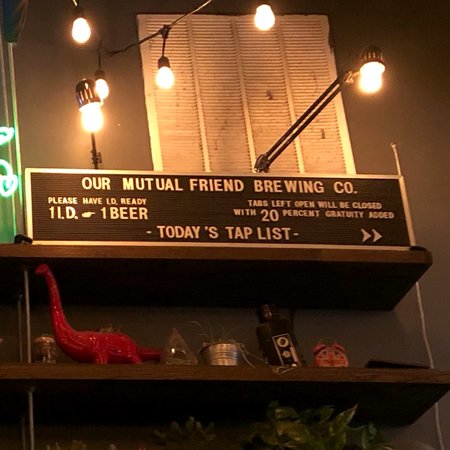 OUR MUTUAL FRIEND BREWING CO.
PLEASE HAVE I.D. READY
1 I.D. ☛ 1 BEER
TABS LEFT OPEN WILL BE CLOSED
WITH 20 PERCENT GRATUITY ADDED
- TODAY'S TAP LIST -